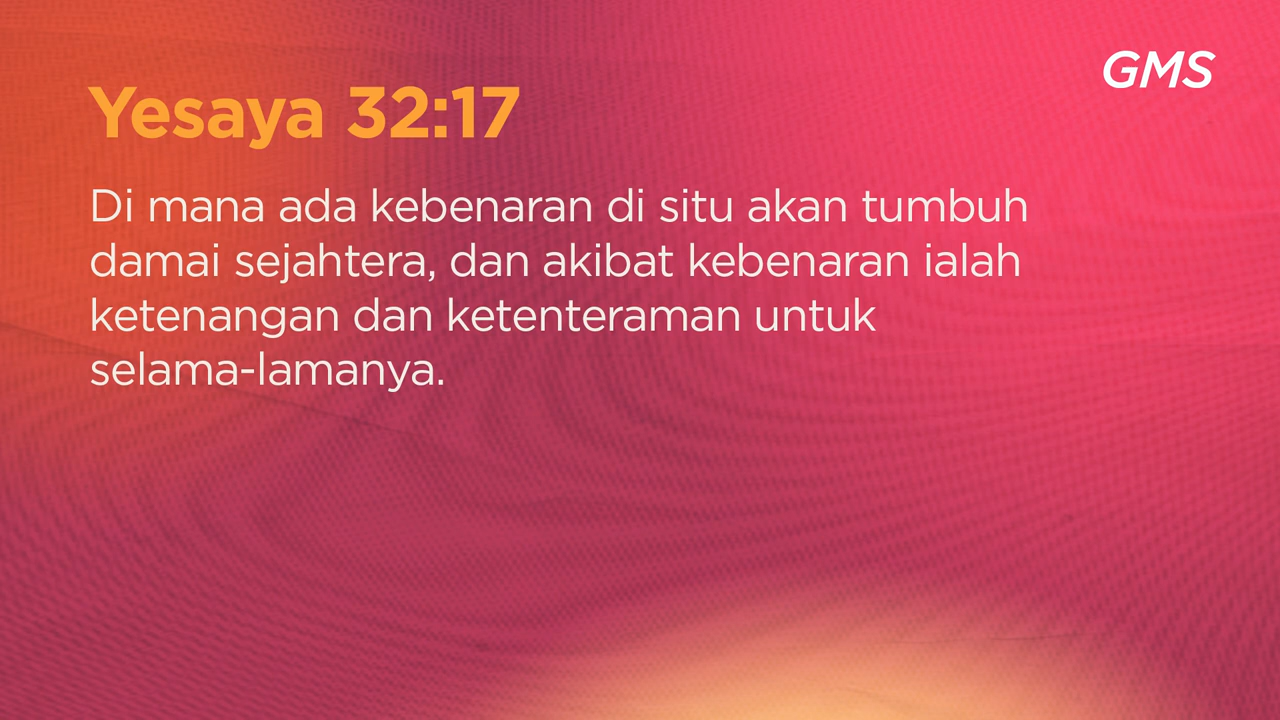 GMS
Yesaya 32:17
Di mana ada kebenaran di situ akan tumbuh
damai sejahtera, dan akibat kebenaran ialah
ketenangan dan ketenteraman untuk
selama-lamanya.